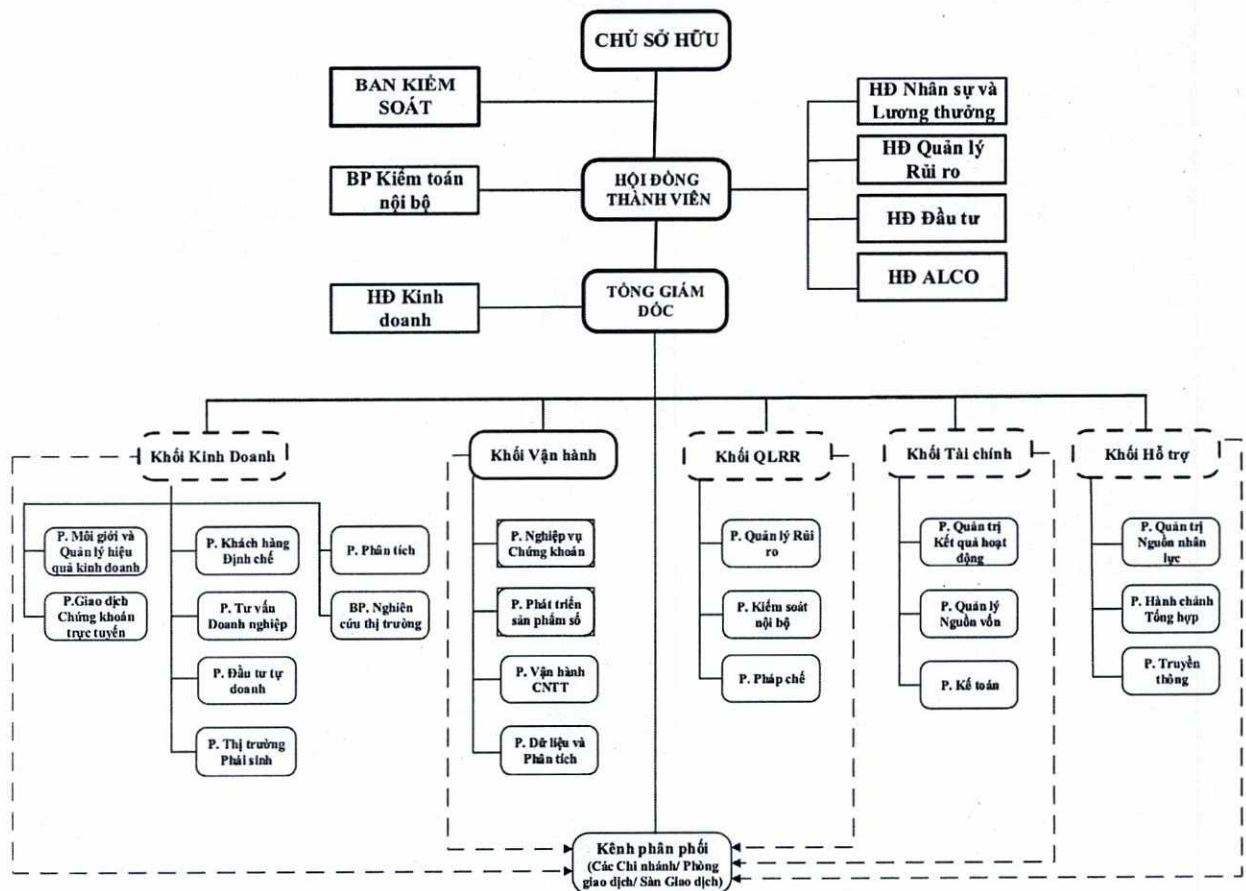 CHỦ SỞ HỮU
BAN KIỂM
SOÁT
HĐ Nhân sự và
Lương thưởng
HĐ Quản lý
Rủi ro
HĐ Đầu tư
HĐ ALCO
BP Kiểm toán
nội bộ
HỘI ĐỒNG
THÀNH VIÊN
HĐ Kinh
doanh
TỔNG GIÁM
ĐỐC
Khối Kinh Doanh
Khối Vận hành
Khối QLRR
Khối Tài chính
Khối Hỗ trợ
P. Môi giới và
Quản lý hiệu
quả kinh doanh
P.Giao dịch
Chứng khoán
trực tuyến
P. Khách hàng
Định chế
P. Tư vấn
Doanh nghiệp
P. Đầu tư tự
doanh
P. Thị trường
Phái sinh
P. Phân tích
BP. Nghiên
cứu thị trường
P. Nghiệp vụ
Chứng khoán
P. Phát triển
sản phẩm số
P. Vận hành
CNTT
P. Dữ liệu và
Phân tích
P. Quản lý Rủi
ro
P. Kiểm soát
nội bộ
P. Pháp chế
P. Quản trị
Kết quả hoạt
động
P. Quản lý
Nguồn vốn
P. Kế toán
P. Quản trị
Nguồn nhân
lực
P. Hành chánh
Tổng hợp
P. Truyền
thông
Kênh phân phối
(Các Chi nhánh/ Phòng
giao dịch/ Sàn Giao dịch)